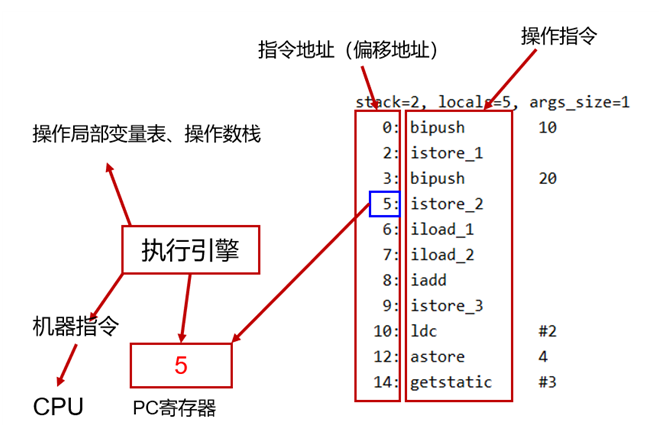 操作指令
指令地址（偏移地址）
stack=2, locals=5, args_size=1
0: bipush 10
2: istore_1
3: bipush 20
5: istore_2
6: iload_1
7: iload_2
8: iadd
9: istore_3
10: ldc #2
12: astore 4
14: getstatic #3
操作局部变量表、操作数栈
执行引擎
机器指令
5
CPU
PC寄存器